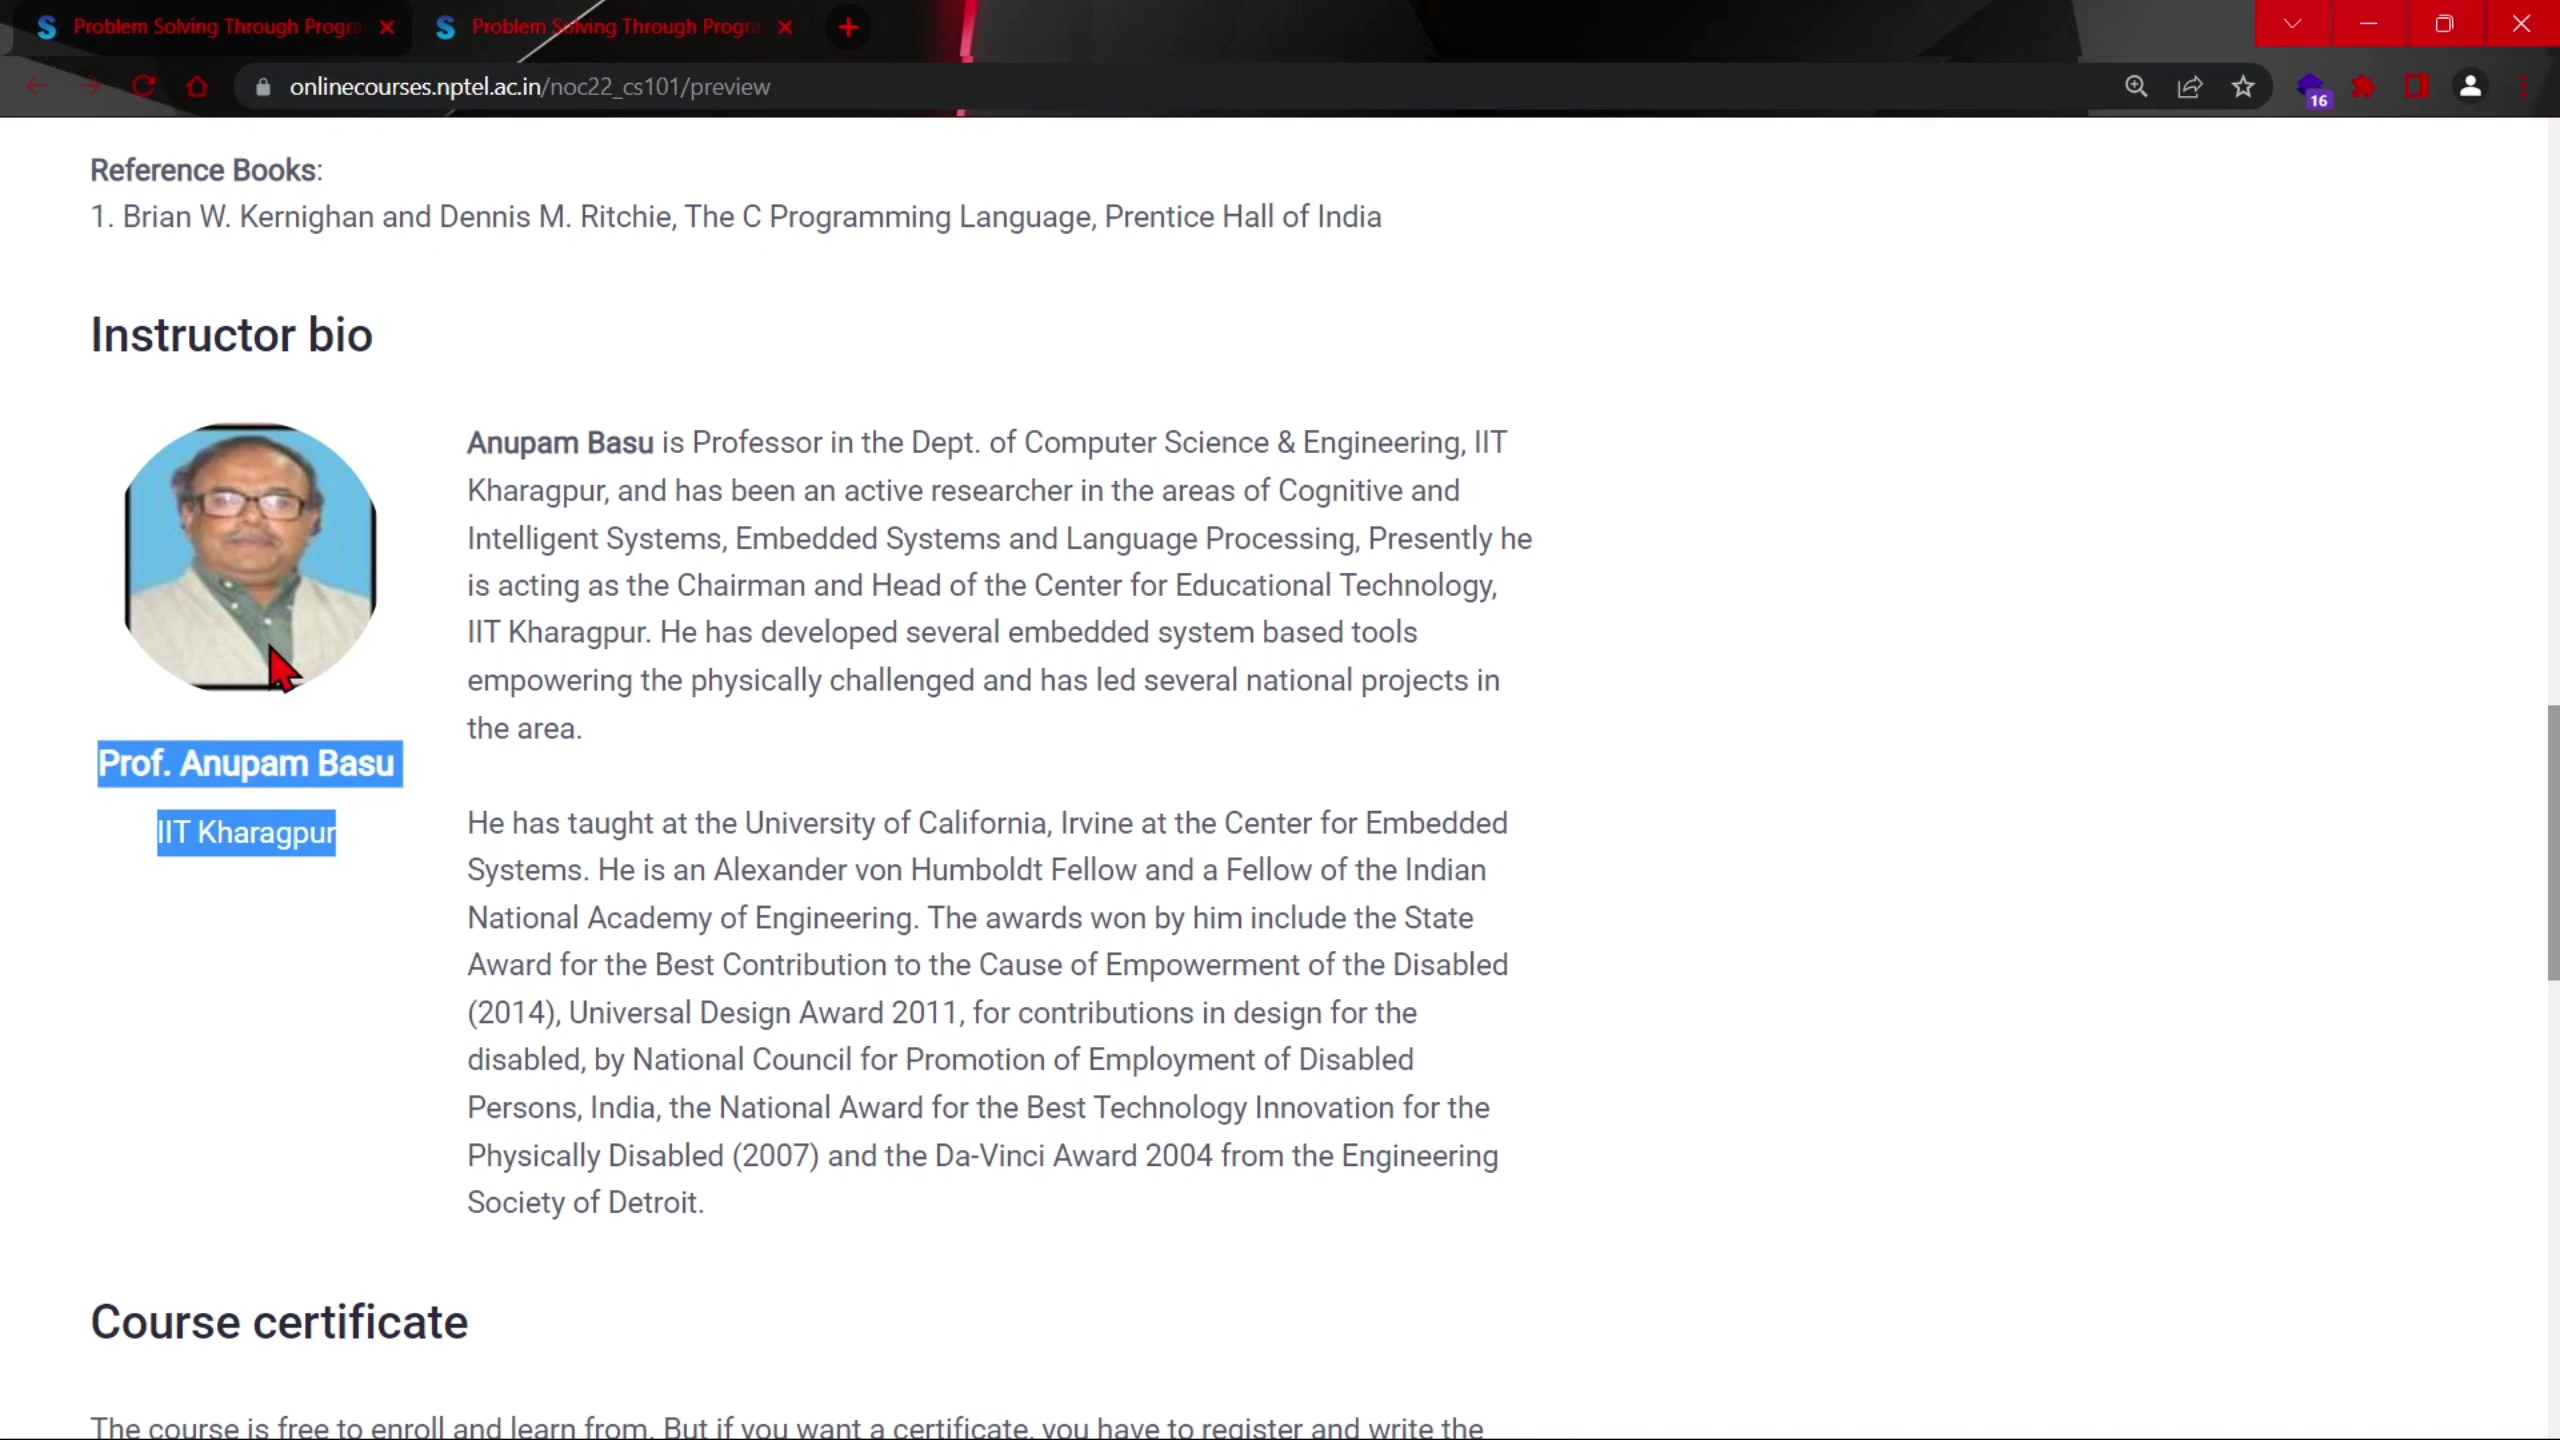 Problem Solving Through Progra
Problem Solving Through Progra
onlinecourses.nptel.ac.in/noc22_cs101/preview
16
Reference Books:
1. Brian W. Kernighan and Dennis M. Ritchie, The C Programming Language, Prentice Hall of India
Instructor bio
Anupam Basu is Professor in the Dept. of Computer Science & Engineering, IIT
Kharagpur, and has been an active researcher in the areas of Cognitive and
Intelligent Systems, Embedded Systems and Language Processing, Presently he
is acting as the Chairman and Head of the Center for Educational Technology,
IIT Kharagpur. He has developed several embedded system based tools
empowering the physically challenged and has led several national projects in
the area.
Prof. Anupam Basu
IIT Kharagpur
He has taught at the University of California, Irvine at the Center for Embedded
Systems. He is an Alexander von Humboldt Fellow and a Fellow of the Indian
National Academy of Engineering. The awards won by him include the State
Award for the Best Contribution to the Cause of Empowerment of the Disabled
(2014), Universal Design Award 2011, for contributions in design for the
disabled, by National Council for Promotion of Employment of Disabled
Persons, India, the National Award for the Best Technology Innovation for the
Physically Disabled (2007) and the Da-Vinci Award 2004 from the Engineering
Society of Detroit.
Course certificate
The course is free to enroll and learn from. But if you want a certificate, you have to register and write the